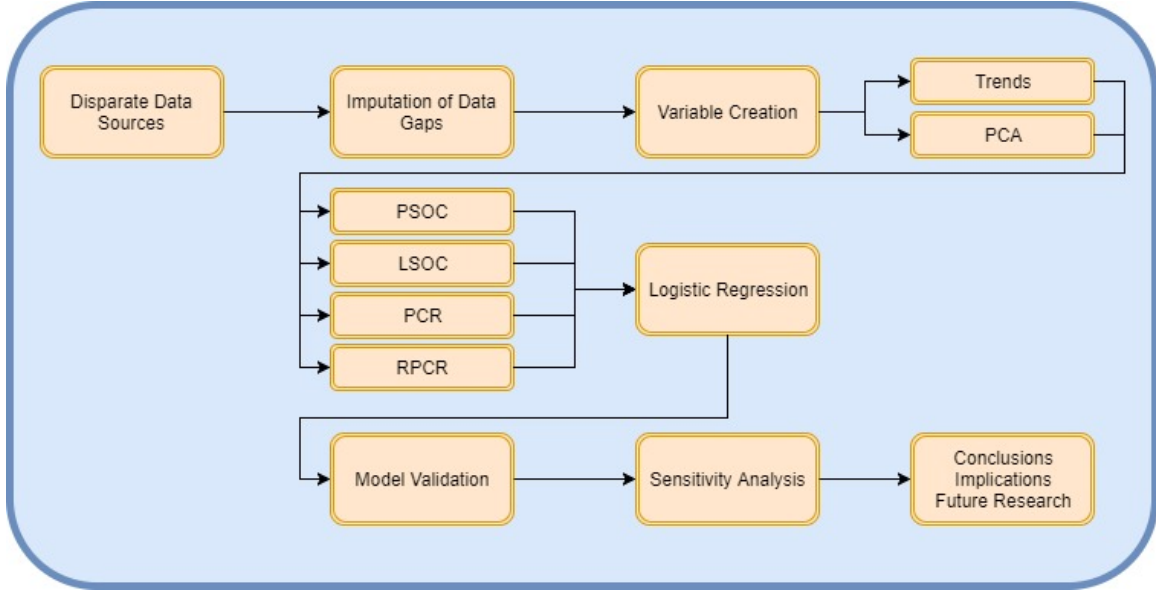 Disparate Data
Sources
Imputation of Data
Gaps
Variable Creation
Trends
PCA
PSOC
LSOC
PCR
RPCR
Logistic Regression
Model Validation
Sensitivity Analysis
Conclusions
Implications
Future Research